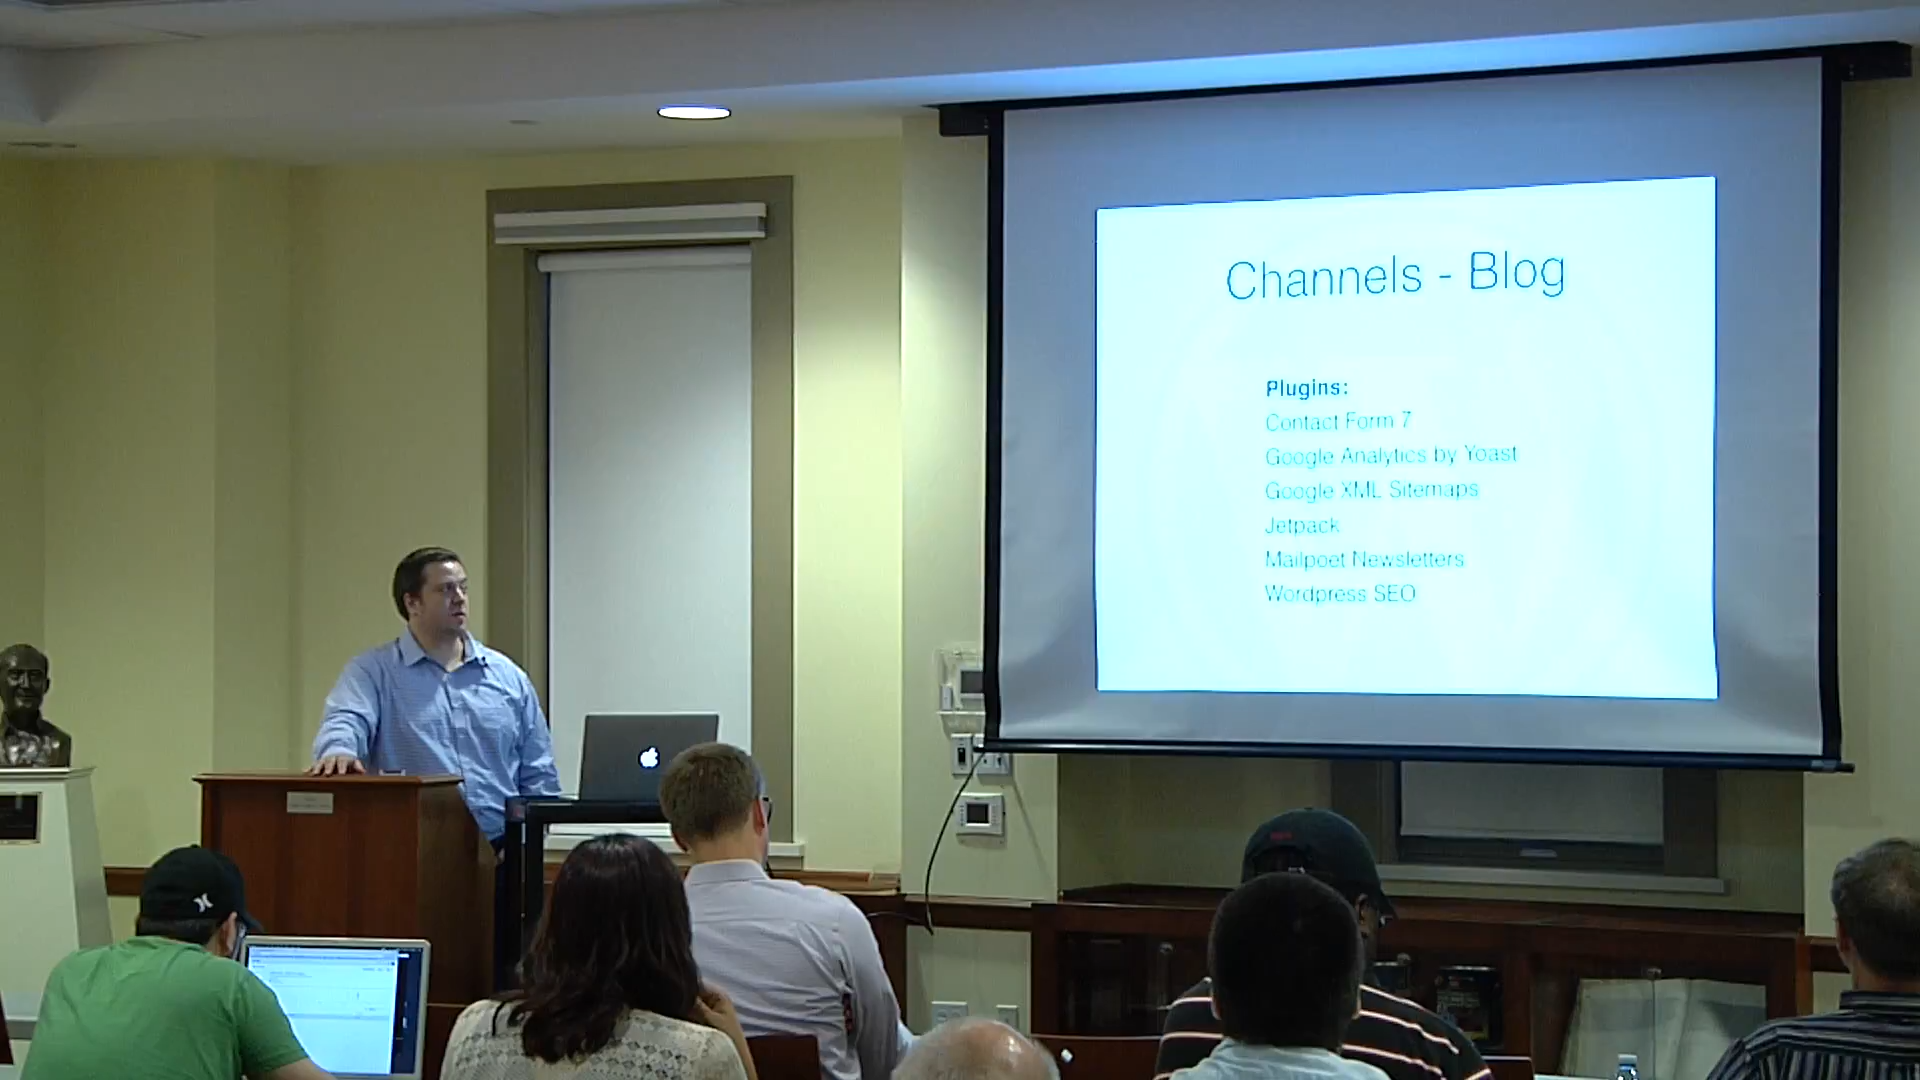 Channels - Blog
Plugins:
Contact Form 7
Google Analytics by Yoast
Google XML Sitemaps
Jetpack
Mailpoet Newsletters
Wordpress SEO